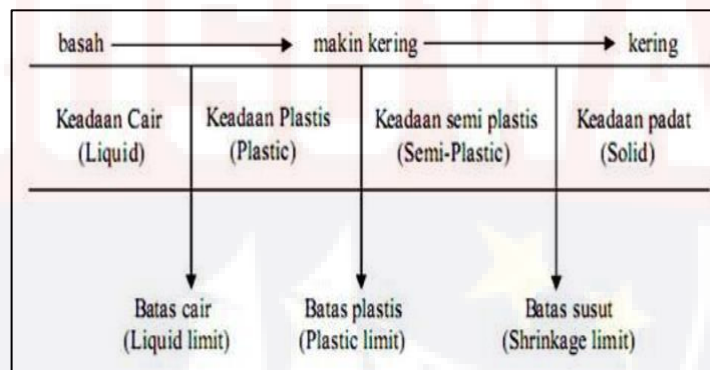 basah makin kering kering
Keadaan Cair
(Liquid)
Keadaan Plastis
(Plastic)
Keadaan semi plastis
(Semi-Plastic)
Keadaan padat
(Solid)
Batas cair
(Liquid limit)
Batas plastis
(Plastic limit)
Batas susut
(Shrinkage limit)